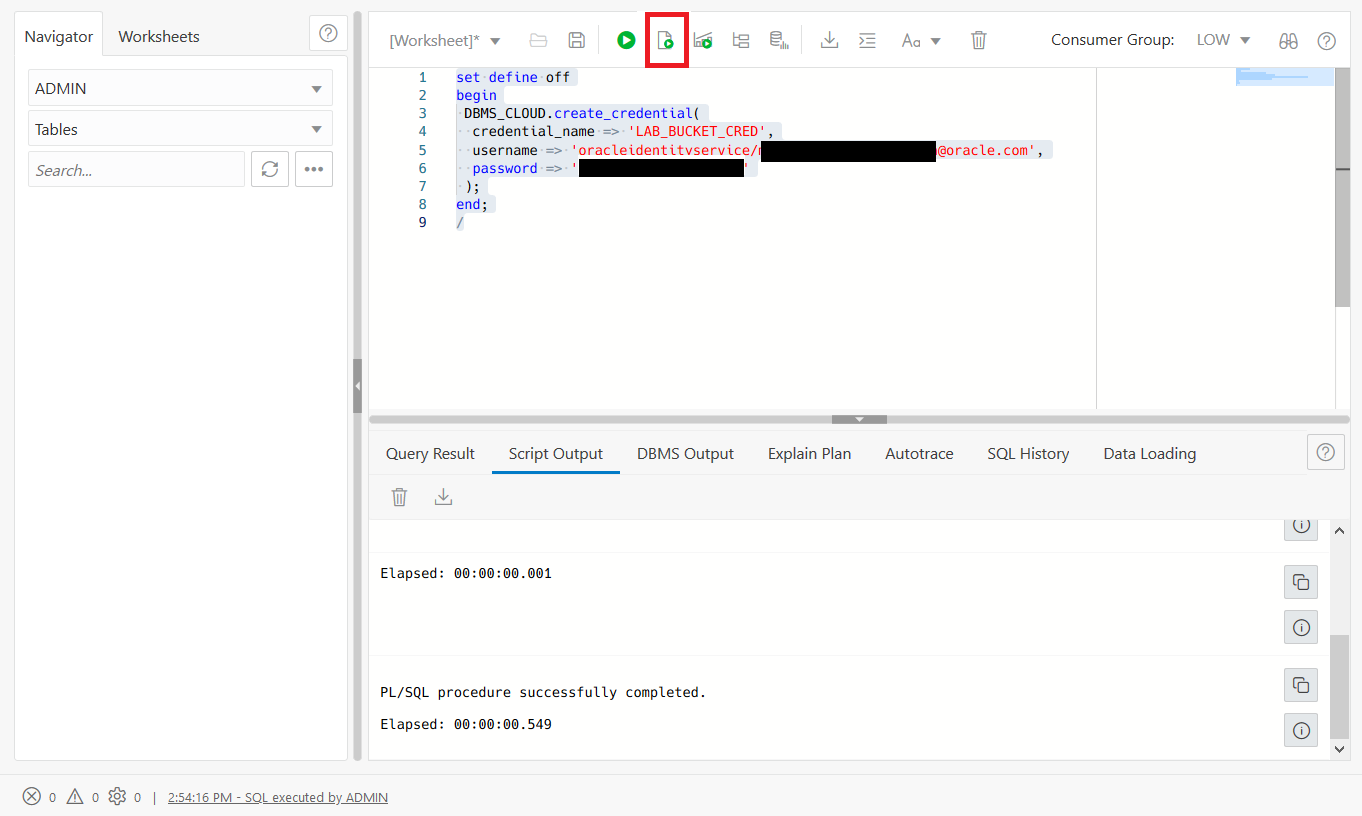 Navigator Worksheets
ADMIN
Tables
Search...
[Worksheet]*
Aa
Consumer Group: LOW
1 set define off
2 begin
3 DBMS_CLOUD.create_credential(
4 credential_name => 'LAB_BUCKET_CRED',
5 username => 'oracleidentityservice/ @oracle.com',
6 password => ' '
7 );
8 end;
9 /
Query Result Script Output DBMS Output Explain Plan Autotrace SQL History Data Loading
Elapsed: 00:00:00.001
PL/SQL procedure successfully completed.
Elapsed: 00:00:00.549
0 0 0 | 2:54:16 PM - SQL executed by ADMIN